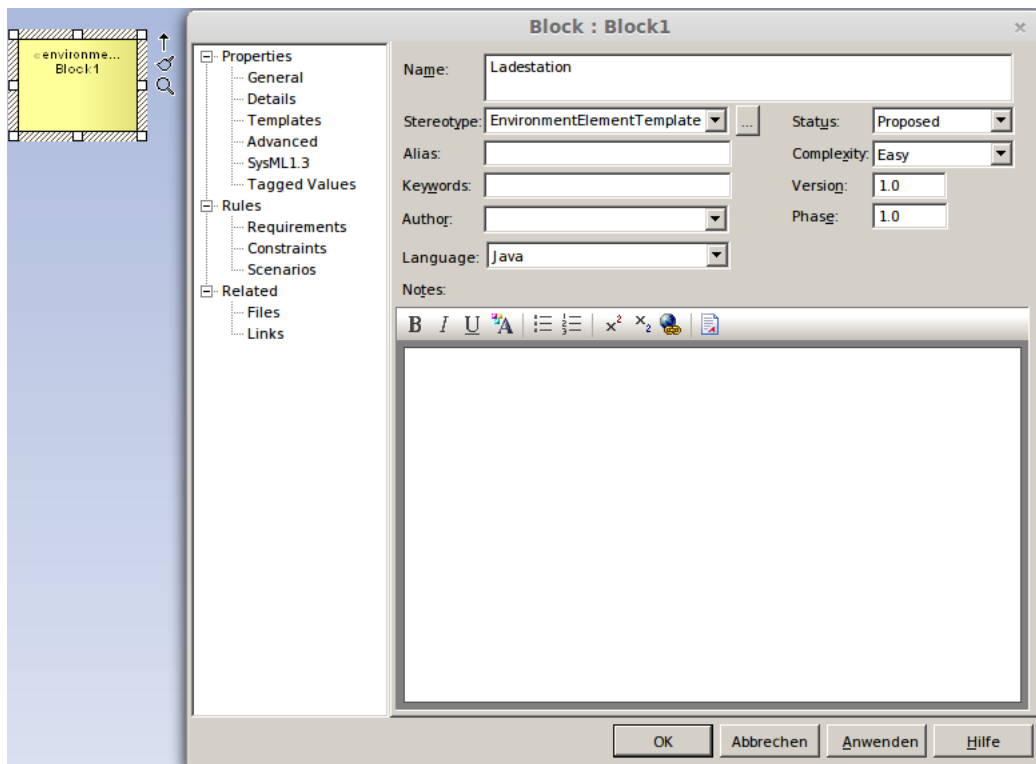 Block : Block1
«environme...
Block1
Properties
General
Details
Templates
Advanced
SysML1.3
Tagged Values
Rules
Requirements
Constraints
Scenarios
Related
Files
Links
Name: Ladestation
Stereotype: EnvironmentElementTemplate ... Status: Proposed
Alias: Complexity: Easy
Keywords: Version: 1.0
Author: Phase: 1.0
Language: Java
Notes:
B I U A x² x₂
OK Abbrechen Anwenden Hilfe